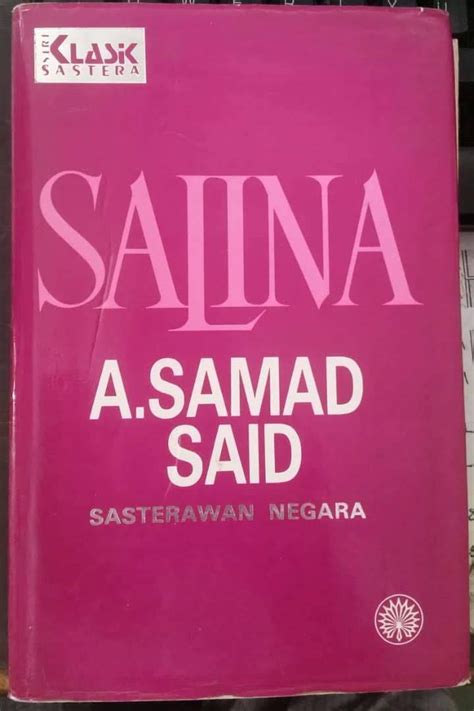 SIRI
KLASIK
SASTERA
SALINA
A.SAMAD
SAID
SASTERAWAN NEGARA